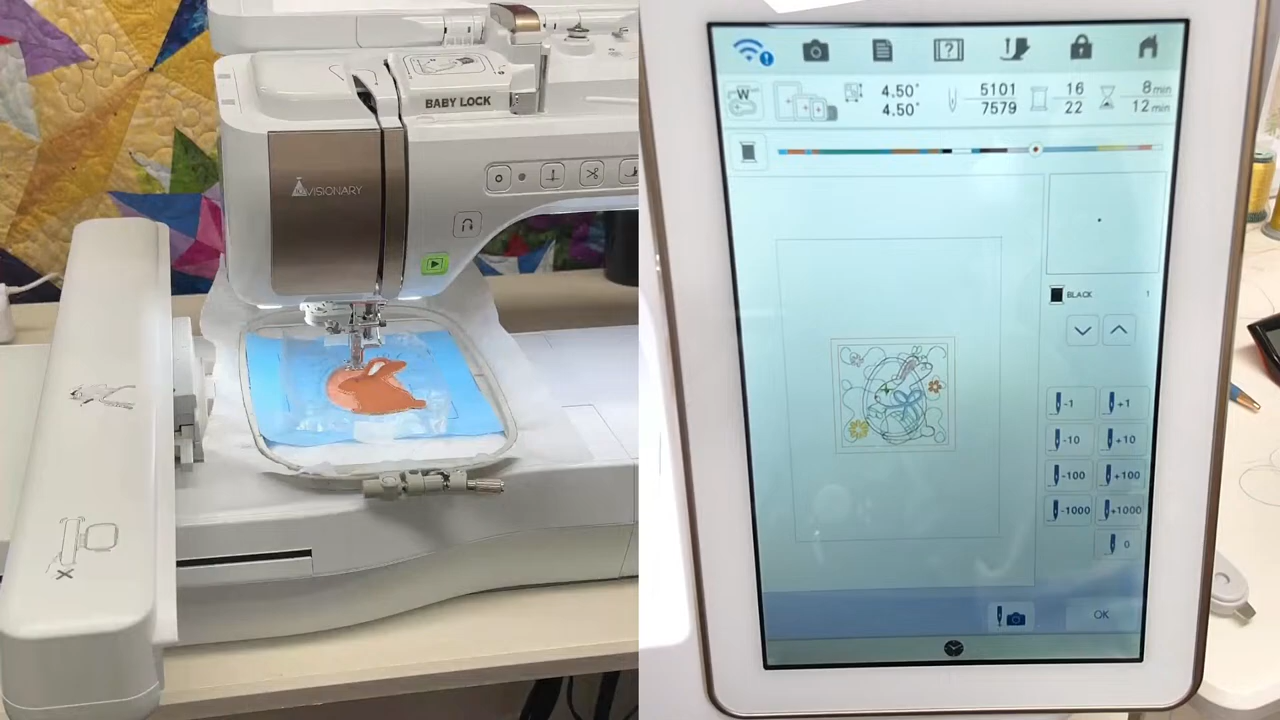 BABY LOCK
VISIONARY
X
W
4.50"
4.50"
5101
7579
16
22
8 min
12 min
BLACK 1
-1 +1
-10 +10
-100 +100
-1000 +1000
0
OK